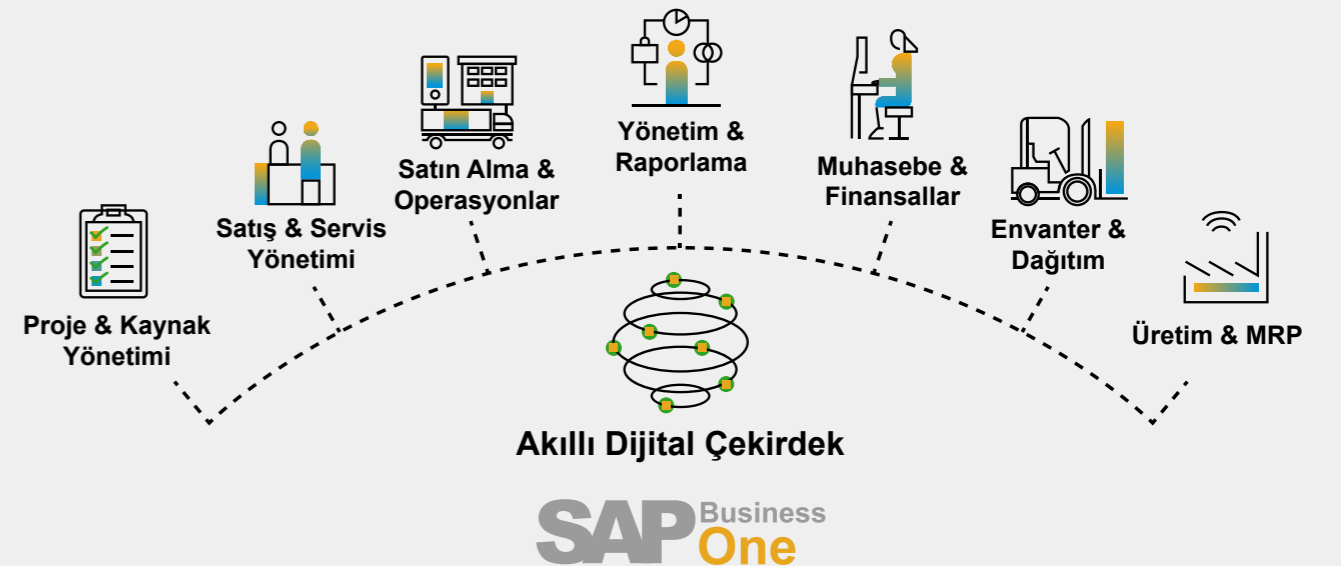 Proje & Kaynak
Yönetimi
Satış & Servis
Yönetimi
Satın Alma &
Operasyonlar
Yönetim &
Raporlama
Muhasebe &
Finansallar
Envanter &
Dağıtım
Üretim & MRP
Akıllı Dijital Çekirdek
SAP Business
One